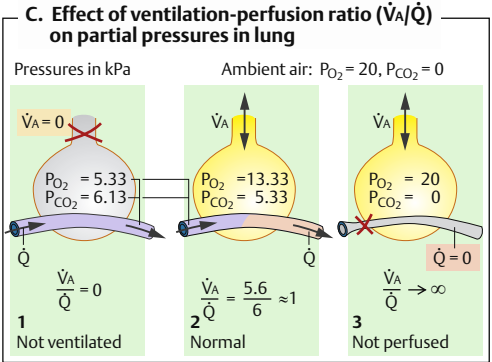 C. Effect of ventilation-perfusion ratio (V̇A/Q̇)
on partial pressures in lung
Pressures in kPa
Ambient air: PO₂ = 20, PCO₂ = 0
V̇A = 0
PO₂ = 5.33
PCO₂ = 6.13
Q̇
V̇A/Q̇ = 0
1
Not ventilated
V̇A
PO₂ =13.33
PCO₂ = 5.33
Q̇
V̇A/Q̇ = 5.6/6 ≈1
2
Normal
V̇A
PO₂ = 20
PCO₂ = 0
Q̇ = 0
V̇A/Q̇ → ∞
3
Not perfused